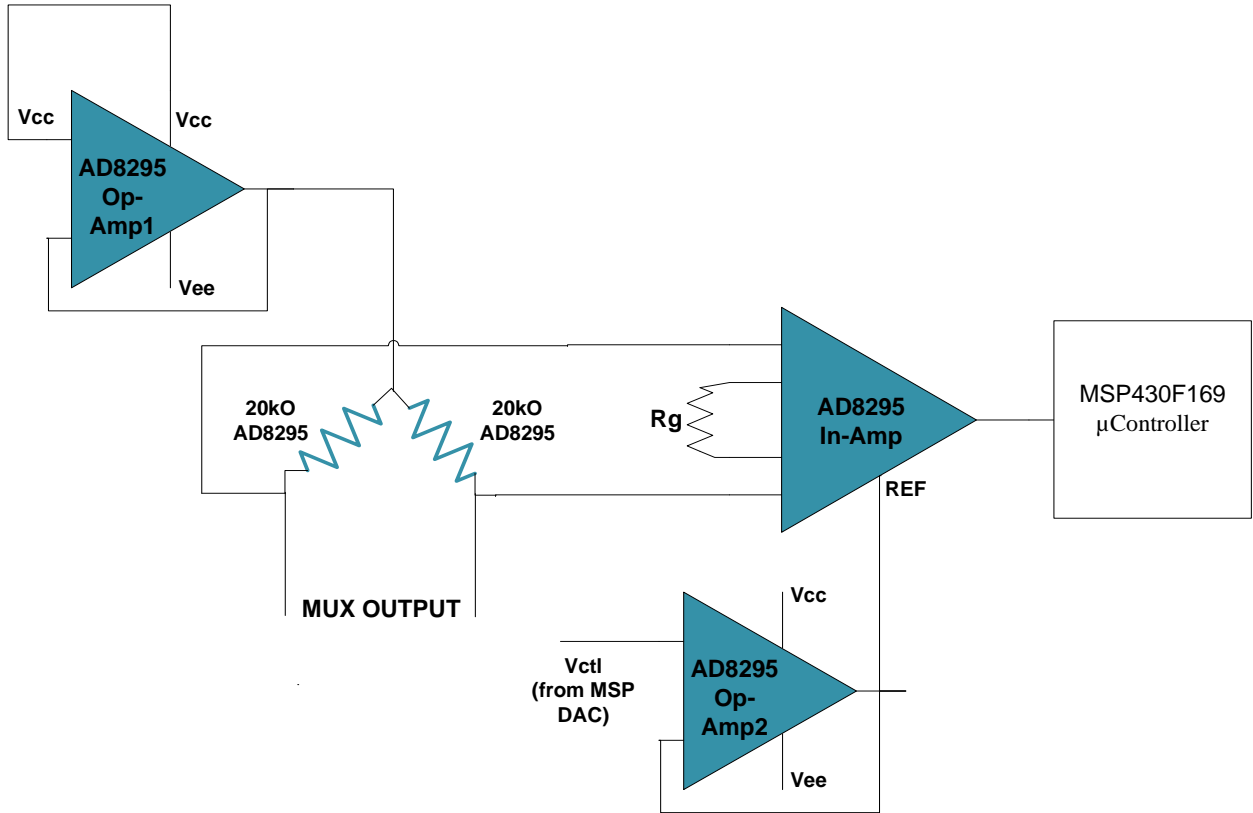 Vcc
Vcc
AD8295
Op-
Amp1
Vee
20kO
AD8295
20kO
AD8295
Rg
AD8295
In-Amp
REF
MSP430F169
µController
MUX OUTPUT
Vctl
(from MSP
DAC)
Vcc
AD8295
Op-
Amp2
Vee